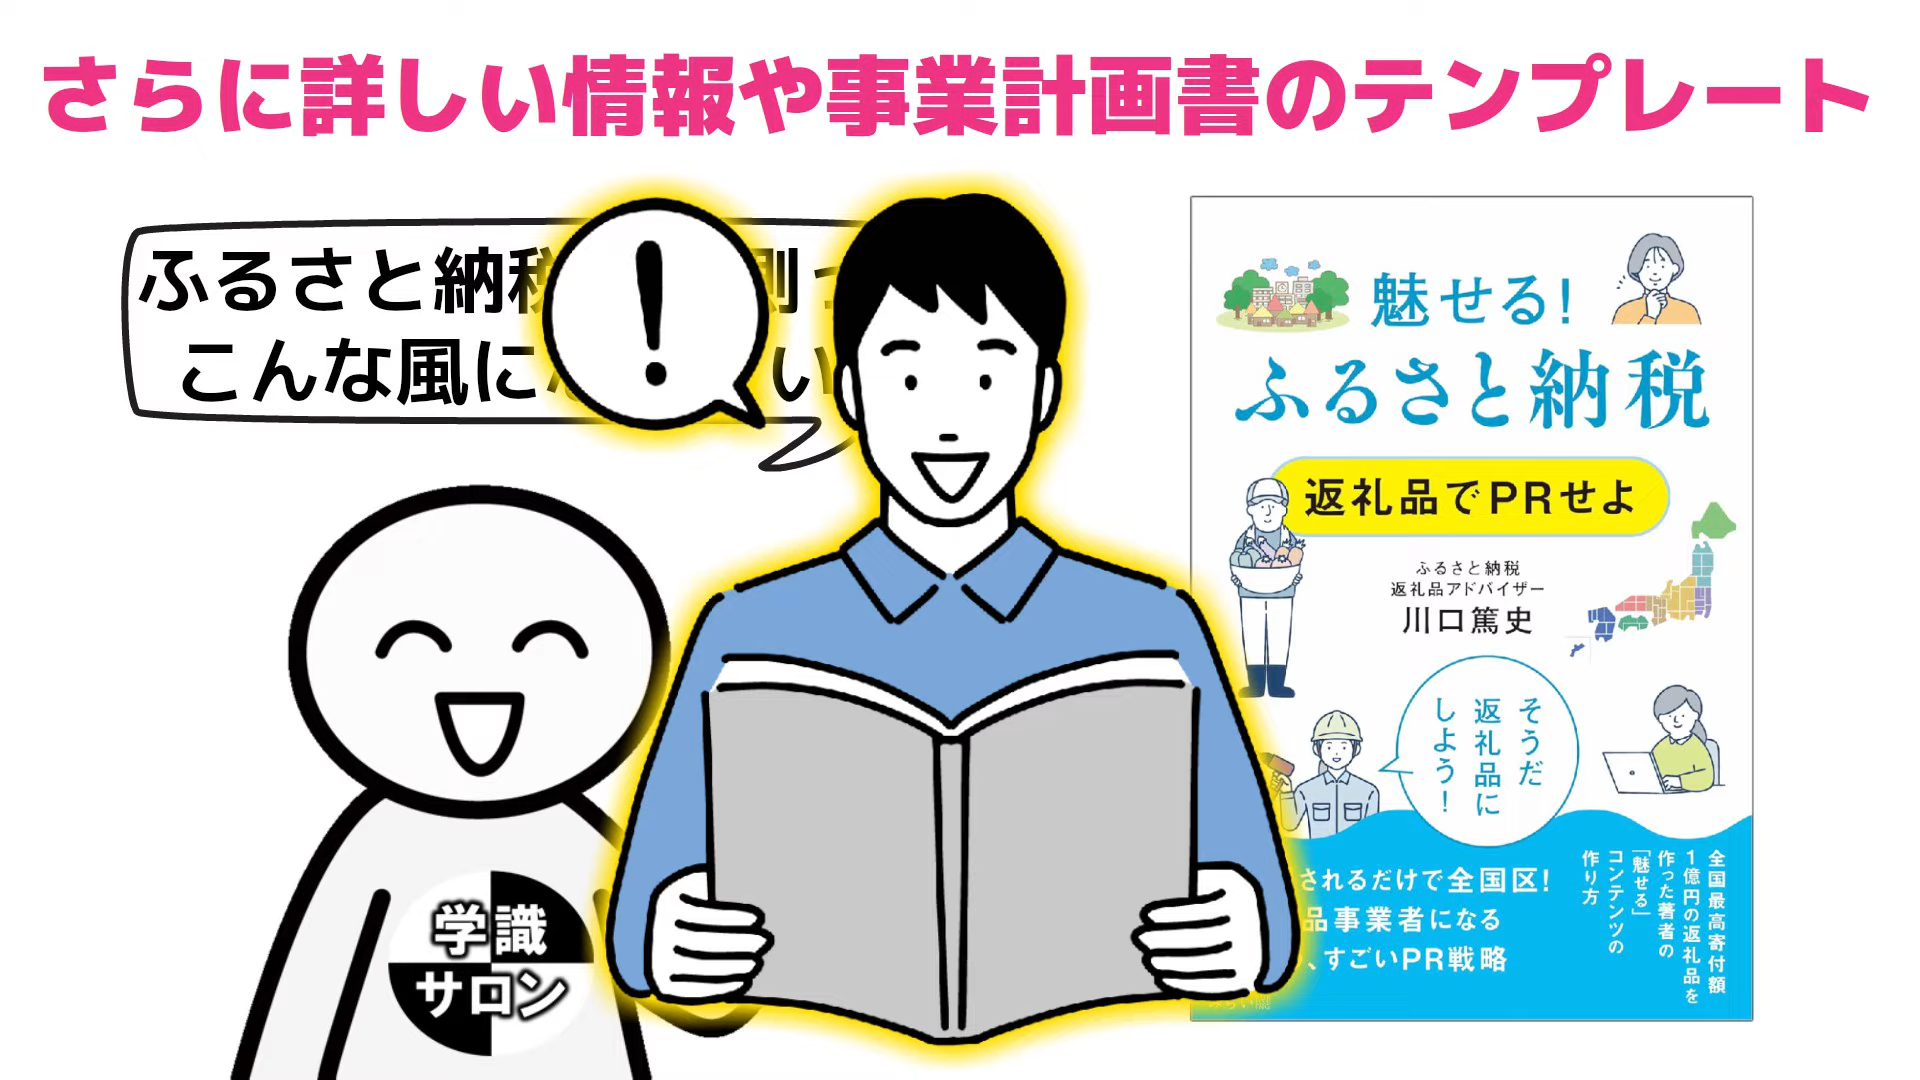 さらに詳しい情報や事業計画書のテンプレート
ふるさと納税
こんな風に
い
!
学識
サロン
魅せる!
ふるさと納税
返礼品でPRせよ
ふるさと納税
返礼品アドバイザー
川口篤史
そうだ
返礼品に
しよう!
されるだけで全国区!
品事業者になる
、すごいPR戦略
全国最高寄付額
1億円の返礼品を
作った著者の
「魅せる」
コンテンツの
作り方